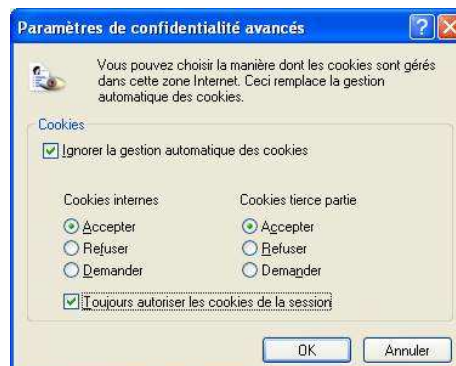 Paramètres de confidentialité avancés
Vous pouvez choisir la manière dont les cookies sont gérés
dans cette zone Internet. Ceci remplace la gestion
automatique des cookies.
Cookies
Ignorer la gestion automatique des cookies
Cookies internes Cookies tierce partie
Accepter Accepter
Refuser Refuser
Demander Demander
Toujours autoriser les cookies de la session
OK Annuler